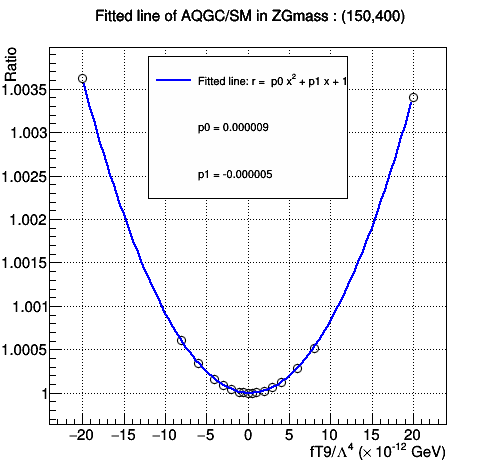 Fitted line of AQGC/SM in ZGmass : (150,400)
Ratio
Fitted line: r = p0 x² + p1 x + 1
p0 = 0.000009
p1 = -0.000005
1.0035
1.003
1.0025
1.002
1.0015
1.001
1.0005
1
−20 −15 −10 −5 0 5 10 15 20
fT9/Λ⁴ (× 10⁻¹² GeV)